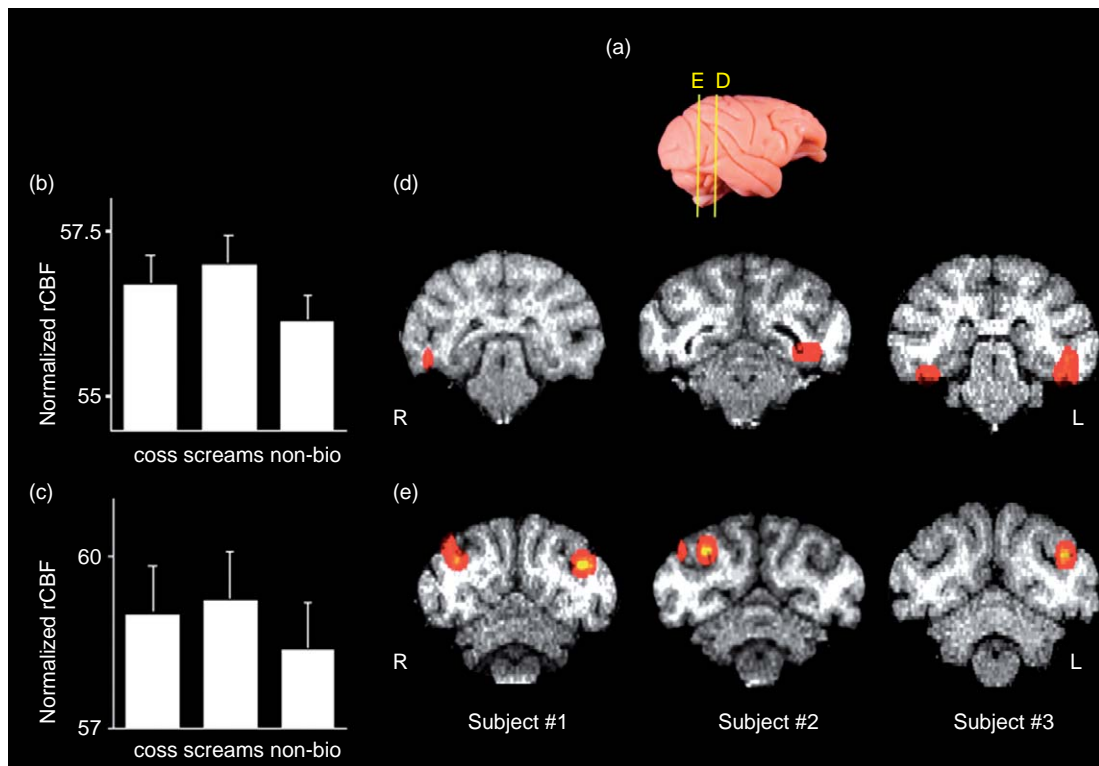 (a)
E D
(b)
57.5
55
Normalized rCBF
coss screams non-bio
(c)
60
57
Normalized rCBF
coss screams non-bio
(d)
R
L
(e)
R
L
Subject #1
Subject #2
Subject #3